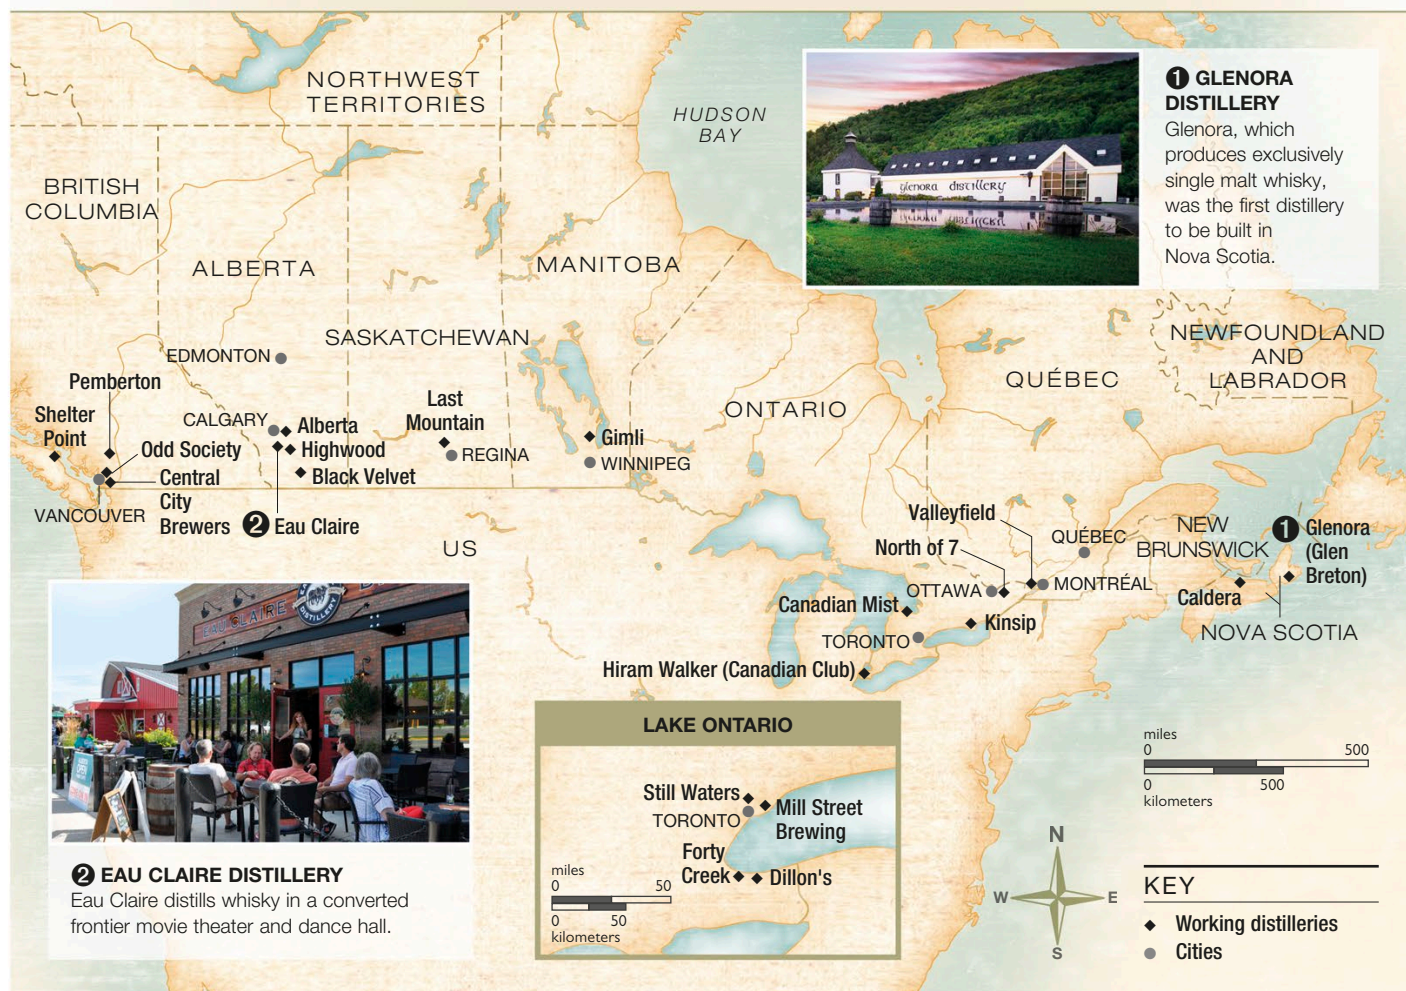 NORTHWEST
TERRITORIES
HUDSON
BAY
BRITISH
COLUMBIA
ALBERTA
MANITOBA
SASKATCHEWAN
ONTARIO
QUÉBEC
NEWFOUNDLAND
AND
LABRADOR
glenora distillery
1 GLENORA
DISTILLERY
Glenora, which
produces exclusively
single malt whisky,
was the first distillery
to be built in
Nova Scotia.
EDMONTON
Pemberton
Shelter
Point
Odd Society
Central
City
Brewers
VANCOUVER
CALGARY
Alberta
Highwood
Black Velvet
2 Eau Claire
Last
Mountain
REGINA
Gimli
WINNIPEG
US
Valleyfield
North of 7
QUÉBEC
OTTAWA
MONTRÉAL
Canadian Mist
Kinsip
TORONTO
Hiram Walker (Canadian Club)
NEW
BRUNSWICK
1 Glenora
(Glen
Breton)
Caldera
NOVA SCOTIA
EAU CLAIRE
DISTILLERY
2 EAU CLAIRE DISTILLERY
Eau Claire distills whisky in a converted
frontier movie theater and dance hall.
LAKE ONTARIO
Still Waters
TORONTO
Mill Street
Brewing
Forty
Creek
Dillon's
miles
0 50
0 50
kilometers
miles
0 500
0 500
kilometers
N
W E
S
KEY
Working distilleries
Cities